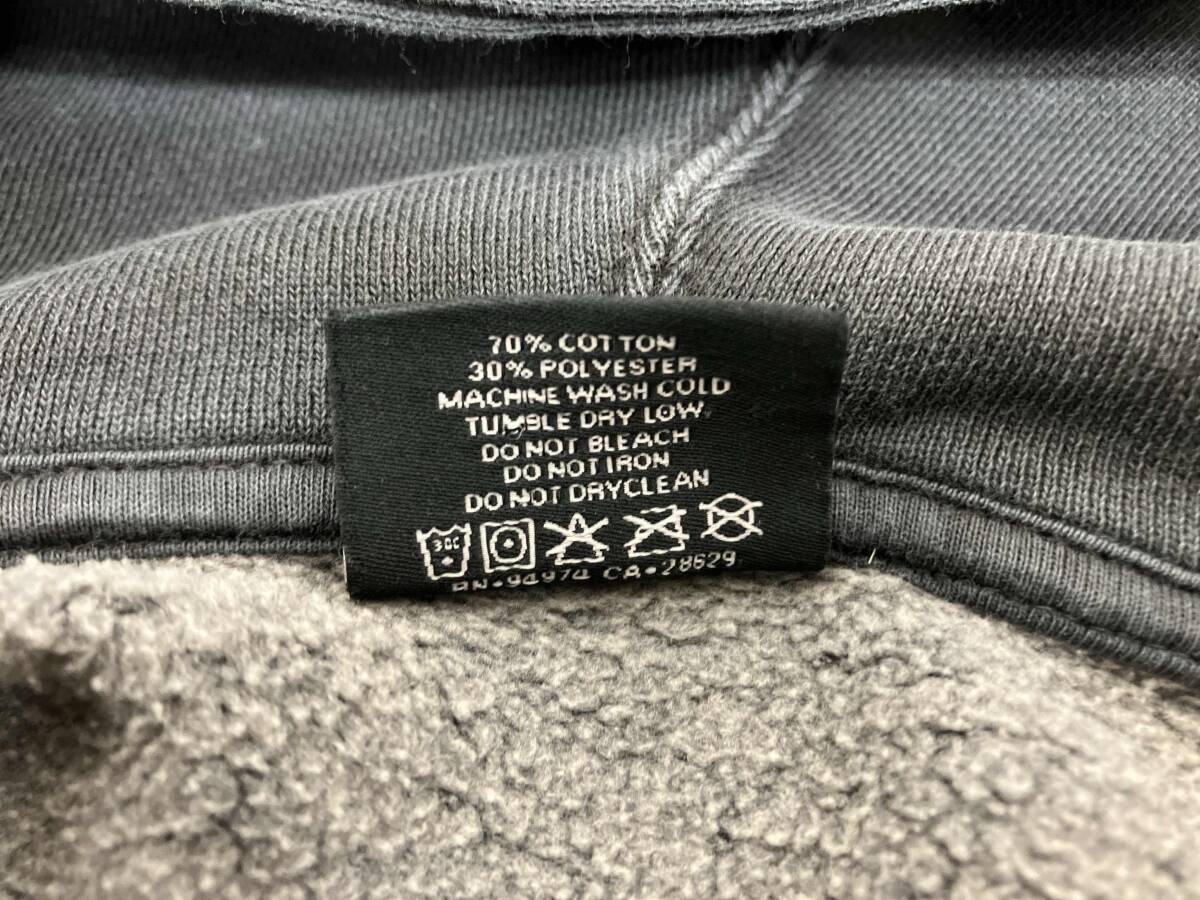 70% COTTON
30% POLYESTER
MACHINE WASH COLD
TUMBLE DRY LOW
DO NOT BLEACH
DO NOT IRON
DO NOT DRYCLEAN
30C
RN•94974 CA•28629